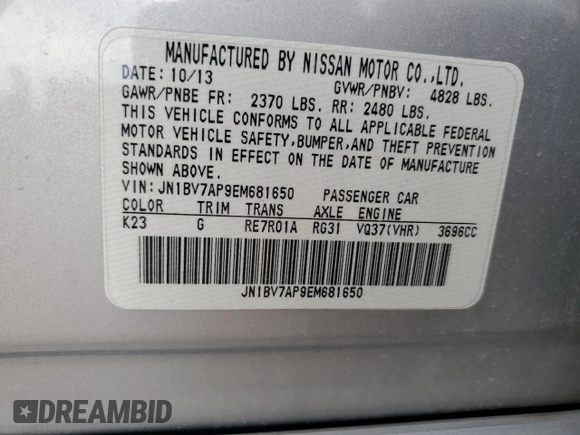 MANUFACTURED BY NISSAN MOTOR CO.,LTD.
DATE: 10/13 GVWR/PNBV: 4828 LBS.
GAWR/PNBE FR: 2370 LBS. RR: 2480 LBS.
THIS VEHICLE CONFORMS TO ALL APPLICABLE FEDERAL
MOTOR VEHICLE SAFETY,BUMPER,AND THEFT PREVENTION
STANDARDS IN EFFECT ON THE DATE OF MANUFACTURE
SHOWN ABOVE.
VIN:JN1BV7AP9EM681650 PASSENGER CAR
COLOR TRIM TRANS AXLE ENGINE
K23 G RE7R01A RG31 VQ37(VHR) 3696CC
JN1BV7AP9EM681650
DREAMBID